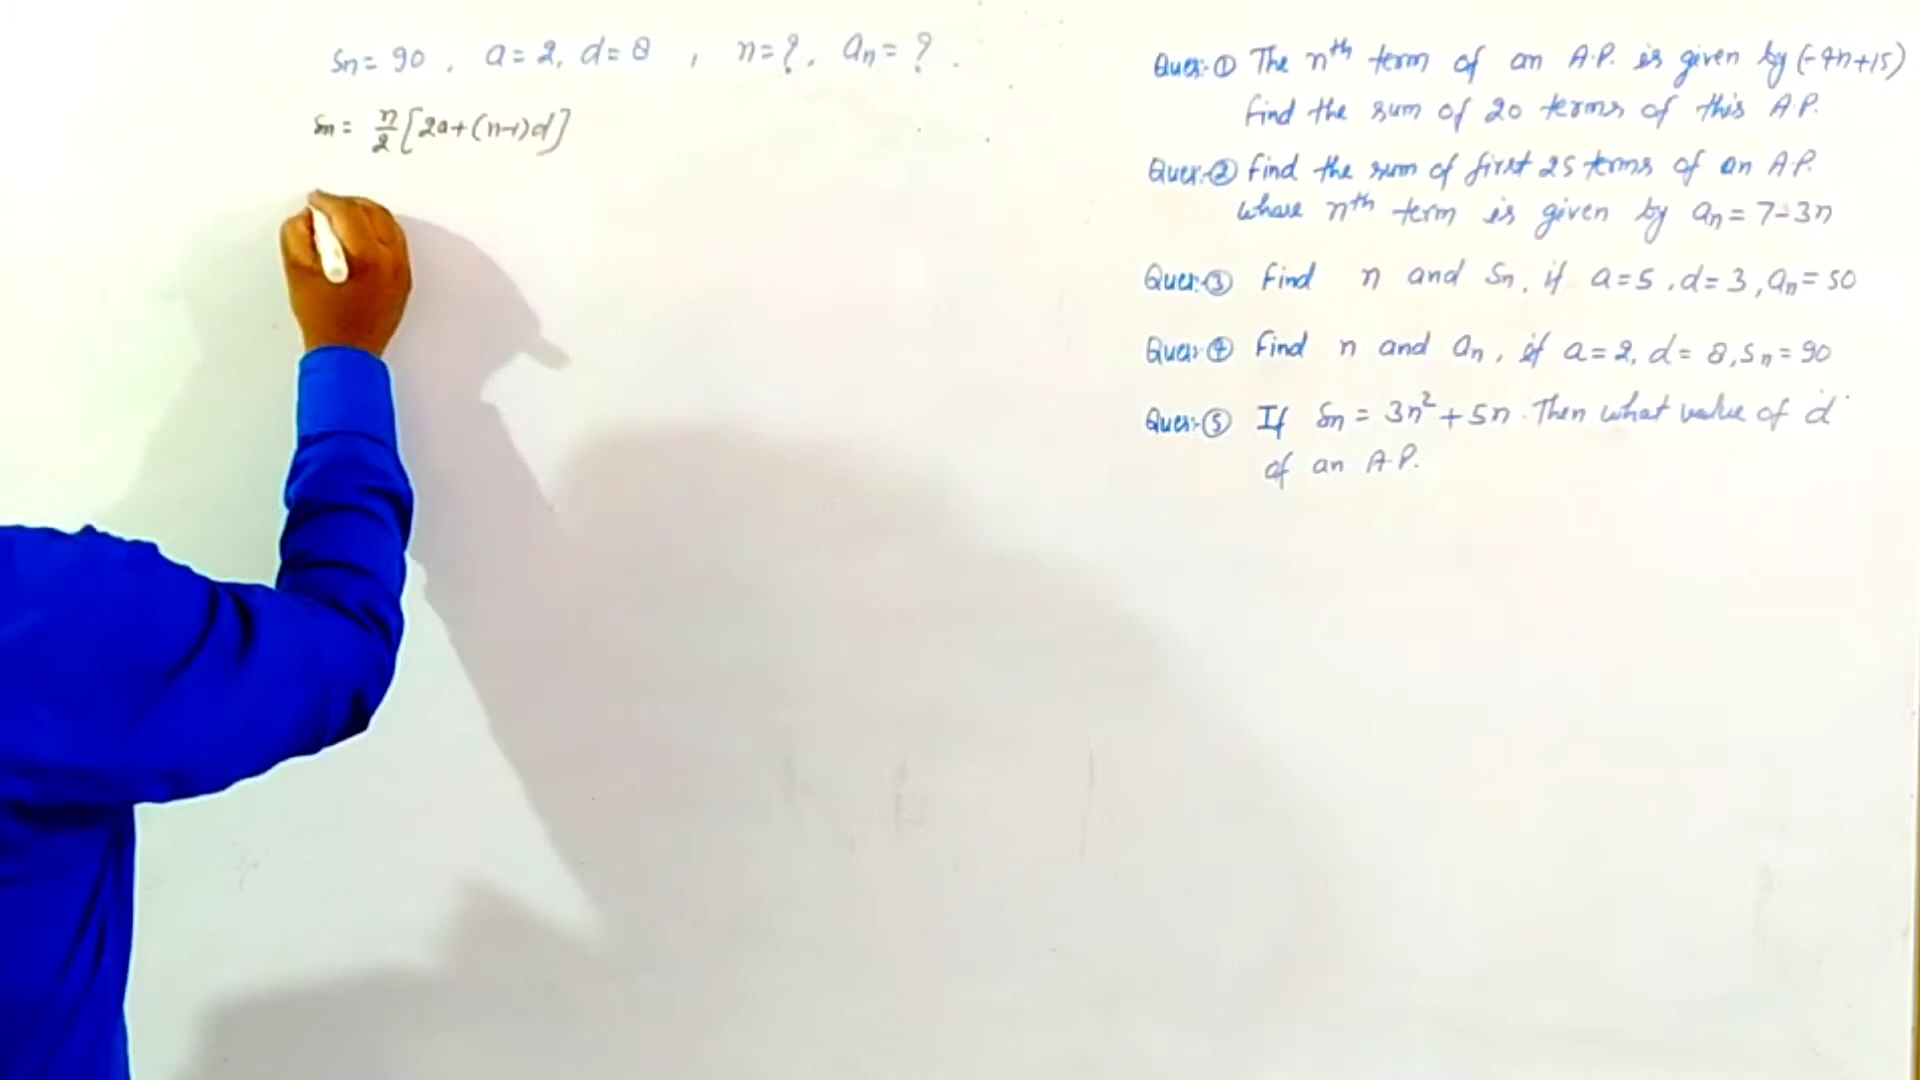 Sn = 90 , a = 2, d = 8 , n = ?, an = ?
Sn = n/2 [2a+(n-1)d]
Ques:-① The nth term of an A.P. is given by (-4n+15)
find the sum of 20 terms of this A.P.
Ques:-② Find the sum of first 25 terms of an A.P.
whose nth term is given by an = 7-3n
Ques:-③ Find n and Sn, if a=5, d=3, an=50
Ques:-④ Find n and an, if a=2, d=8, Sn=90
Ques:-⑤ If Sn = 3n²+5n. Then what value of d
of an A.P.